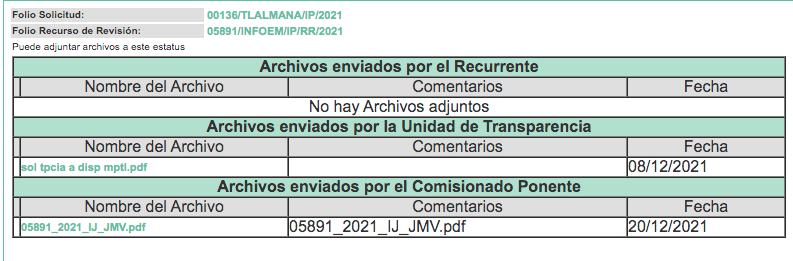 Folio Solicitud: 00136/TLALMANA/IP/2021
Folio Recurso de Revisión: 05891/INFOEM/IP/RR/2021
Puede adjuntar archivos a este estatus
Archivos enviados por el Recurrente
Nombre del Archivo Comentarios Fecha
No hay Archivos adjuntos
Archivos enviados por la Unidad de Transparencia
Nombre del Archivo Comentarios Fecha
sol tpcia a disp mptl.pdf 08/12/2021
Archivos enviados por el Comisionado Ponente
Nombre del Archivo Comentarios Fecha
05891_2021_IJ_JMV.pdf 05891_2021_IJ_JMV.pdf 20/12/2021